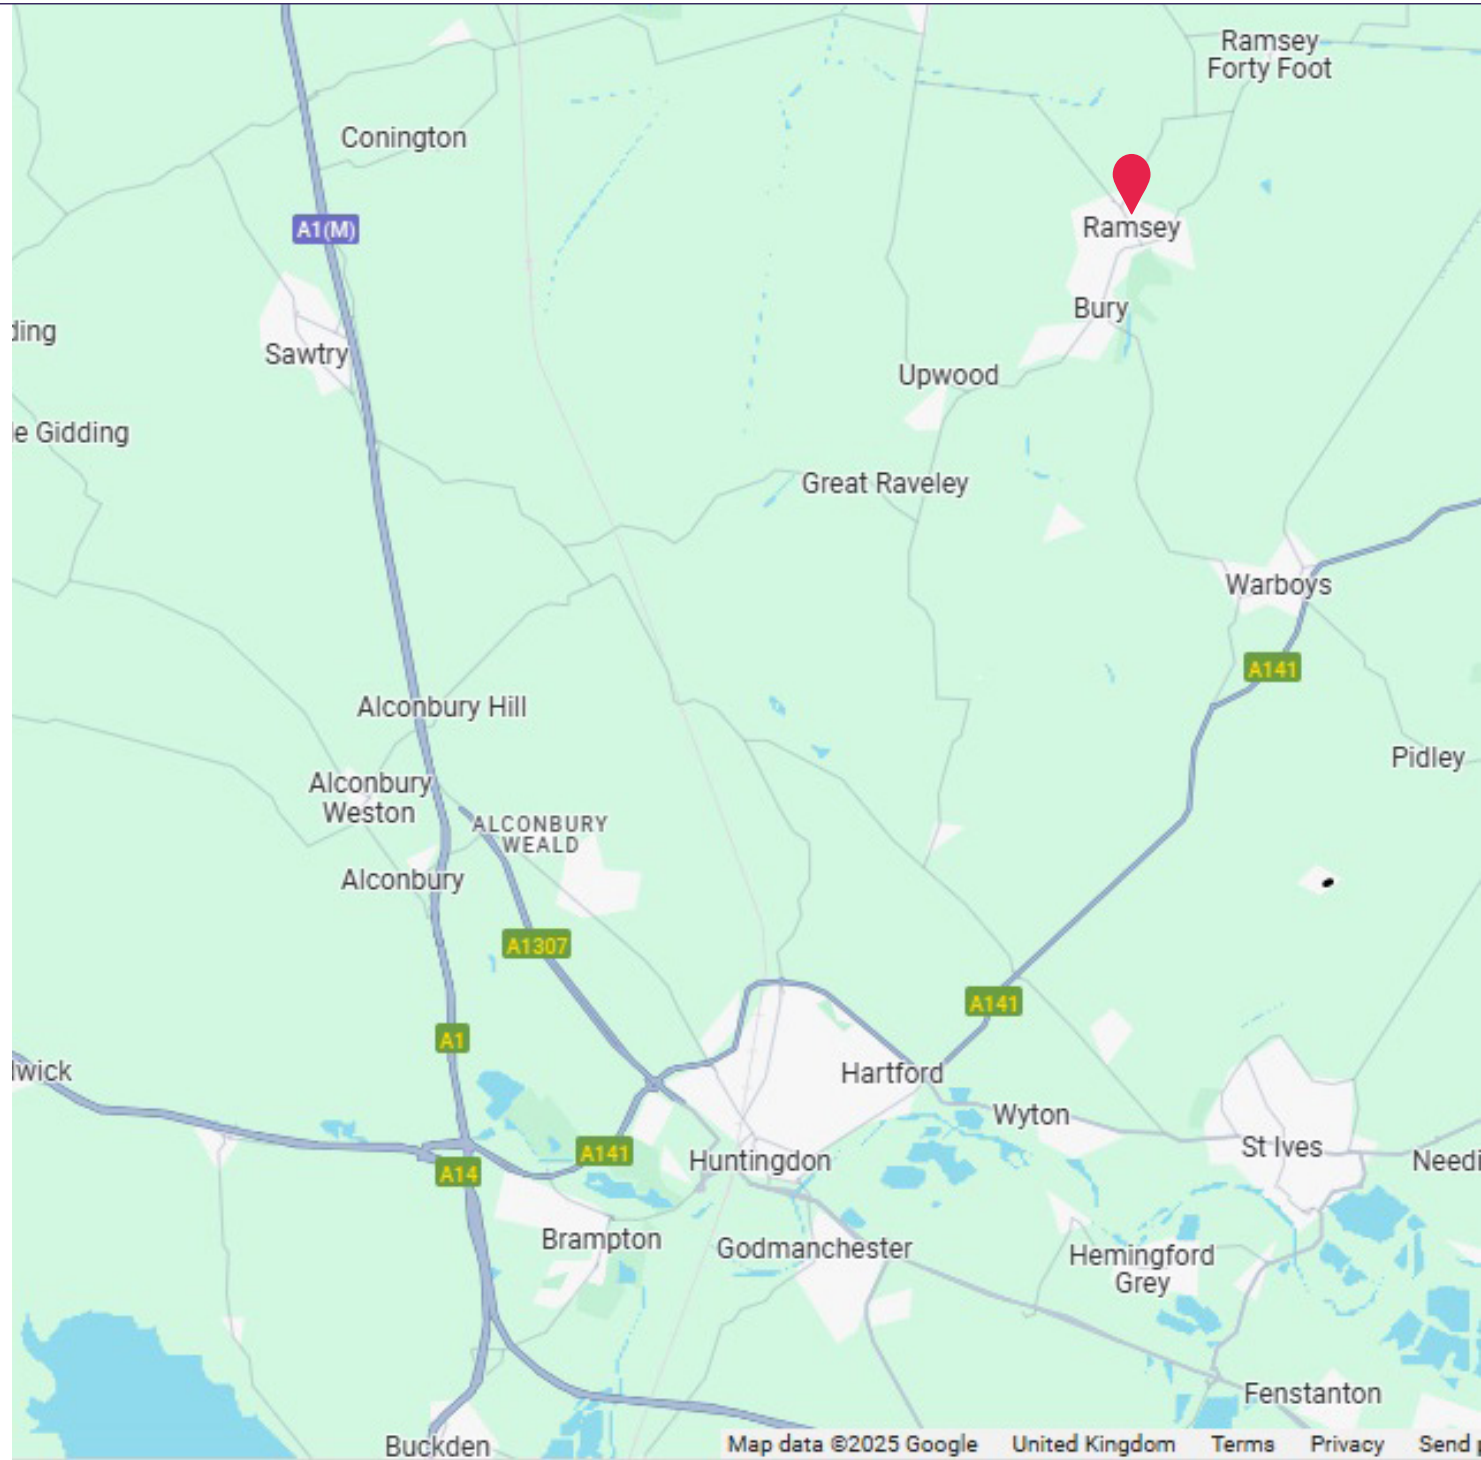 Ramsey
Forty Foot
Conington
A1(M)
Ramsey
Bury
ding
Sawtry
Upwood
e Gidding
Great Raveley
Warboys
A141
Alconbury Hill
Pidley
Alconbury
Weston
ALCONBURY
WEALD
Alconbury
A1307
A141
A1
wick
Hartford
Wyton
A141
Huntingdon
St Ives
Needi
A14
Brampton
Godmanchester
Hemingford
Grey
Fenstanton
Buckden
Map data ©2025 Google United Kingdom Terms Privacy Send